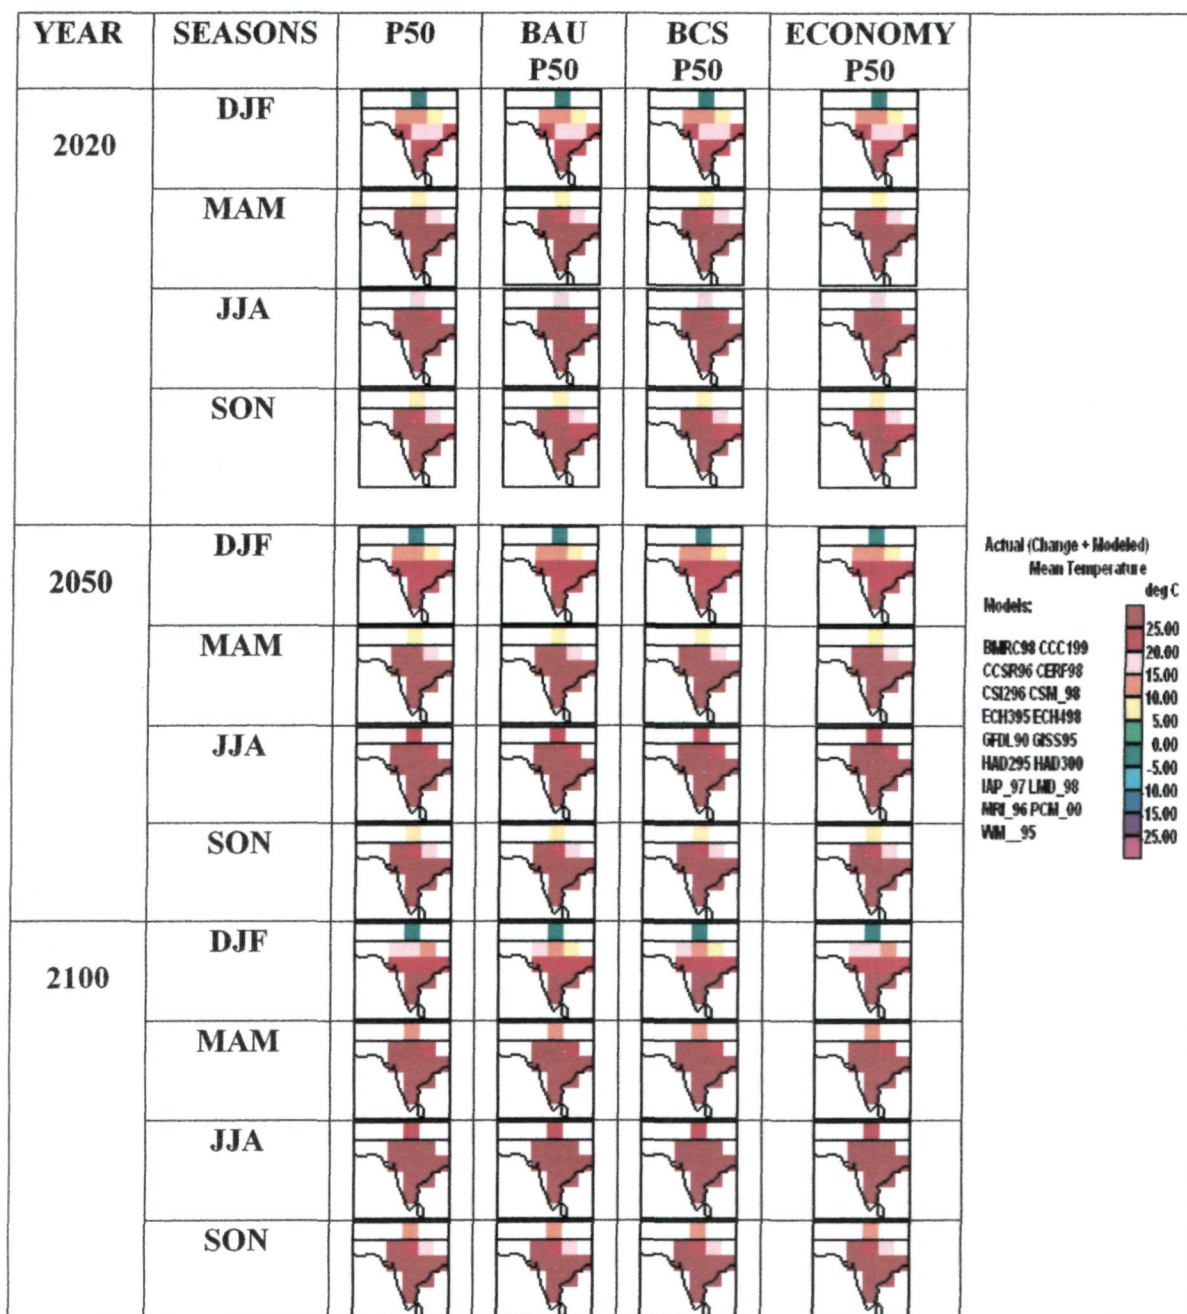 YEAR SEASONS P50 BAU P50 BCS P50 ECONOMY P50
2020
DJF
MAM
JJA
SON
2050
DJF
MAM
JJA
SON
2100
DJF
MAM
JJA
SON
Actual (Change + Modeled)
Mean Temperature
deg C
Models:
BMRC98 CCC199
CCSR96 CERF98
CSI296 CSM_98
ECH395 ECH498
GFDL90 GISS95
HAD295 HAD300
IAP_97 LMD_98
MRI_96 PCM_00
WM__95
25.00
20.00
15.00
10.00
5.00
0.00
-5.00
-10.00
-15.00
-25.00